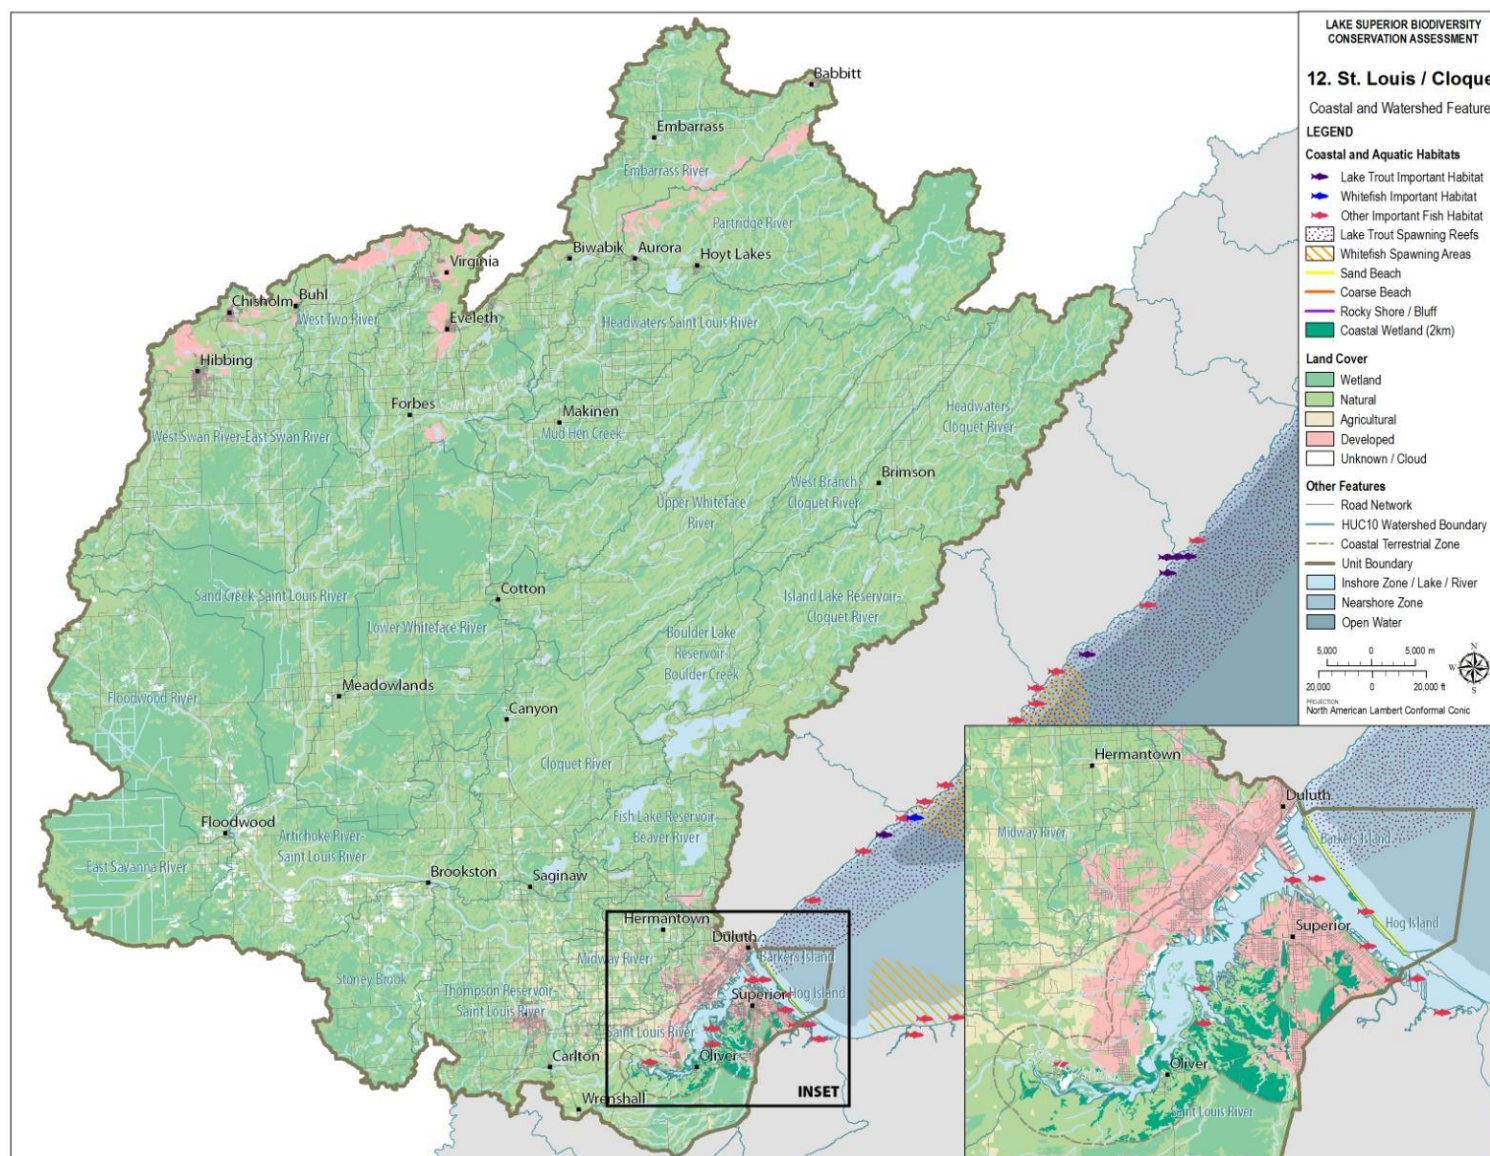 LAKE SUPERIOR BIODIVERSITY
CONSERVATION ASSESSMENT
12. St. Louis / Cloque
Coastal and Watershed Feature
LEGEND
Coastal and Aquatic Habitats
Lake Trout Important Habitat
Whitefish Important Habitat
Other Important Fish Habitat
Lake Trout Spawning Reefs
Whitefish Spawning Areas
Sand Beach
Coarse Beach
Rocky Shore / Bluff
Coastal Wetland (2km)
Land Cover
Wetland
Natural
Agricultural
Developed
Unknown / Cloud
Other Features
Road Network
HUC10 Watershed Boundary
Coastal Terrestrial Zone
Unit Boundary
Inshore Zone / Lake / River
Nearshore Zone
Open Water
5,000 0 5,000 m
20,000 0 20,000 ft
N
W E
S
PROJECTION:
North American Lambert Conformal Conic
Babbitt
Embarrass
Embarrass River
Partridge River
Biwabik
Aurora
Hoyt Lakes
Virginia
Buhl
Chisholm
West Two River
Eveleth
Headwaters-Saint Louis River
Hibbing
Forbes
Makinen
Mud Hen Creek
West Swan River-East Swan River
Headwaters
Cloquet River
Brimson
West Branch
Cloquet River
Upper Whiteface
River
Cotton
Sand Creek-Saint Louis River
Lower Whiteface River
Island Lake Reservoir-
Cloquet River
Boulder Lake
Reservoir-
Boulder Creek
Meadowlands
Floodwood River
Canyon
Cloquet River
Floodwood
Artichoke River-
Saint Louis River
Fish Lake Reservoir-
Beaver River
East Savanna River
Brookston
Saginaw
Hermantown
Duluth
Midway River
Barkers Island
Stoney Brook
Thompson Reservoir-
Saint Louis River
Superior
Hog Island
Saint Louis River
Carlton
Oliver
Wrenshall
INSET
Hermantown
Duluth
Midway River
Barkers Island
Superior
Hog Island
Oliver
Saint Louis River